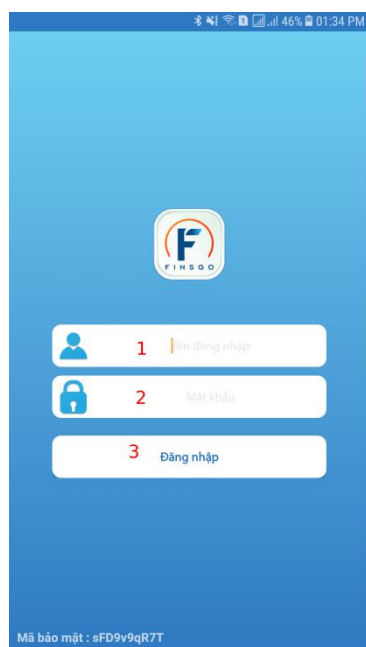 46% 01:34 PM
F
FINSGO
1 Tên đăng nhập
2 Mật khẩu
3 Đăng nhập
Mã bảo mật : sFD9v9qR7T